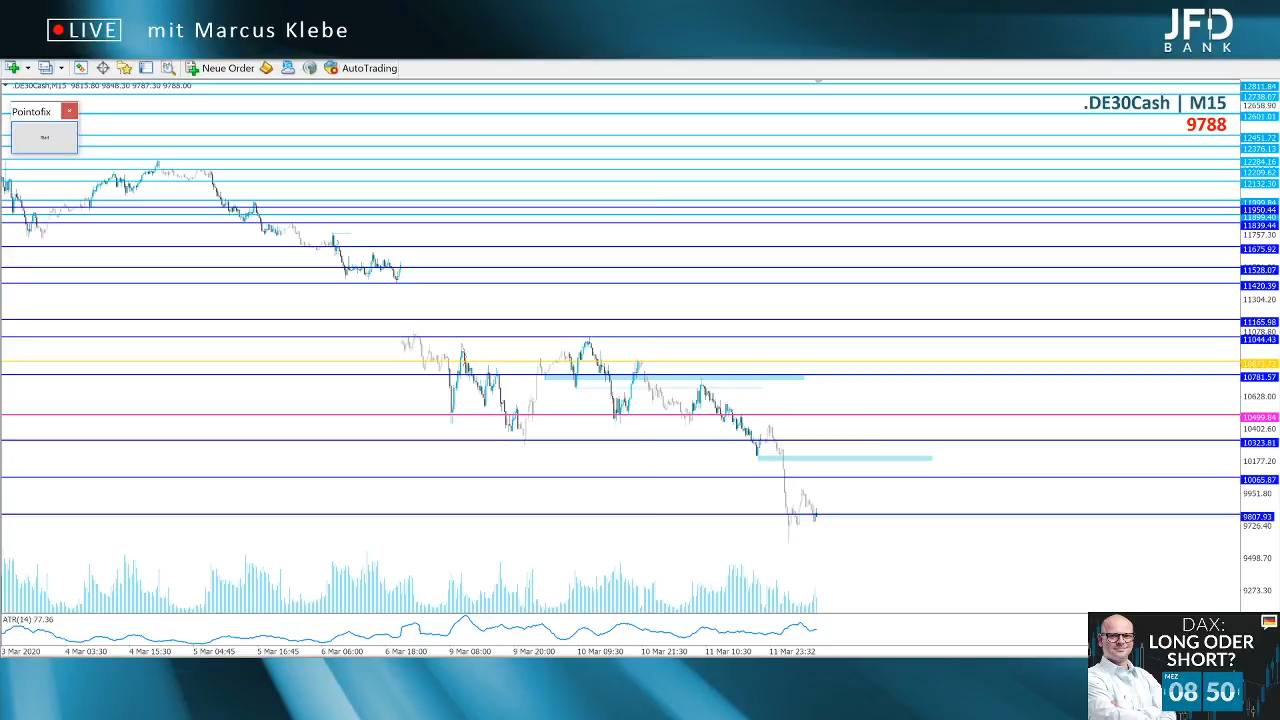 LIVE mit Marcus Klebe
JFD
BANK
Neue Order
AutoTrading
.DE30Cash,M15 9815.80 9848.30 9787.30 9788.00
Pointofix
Start
.DE30Cash | M15
9788
12811.84
12738.07
12658.90
12601.01
12451.72
12376.13
12284.16
12209.62
12132.30
11999.84
11950.44
11899.40
11839.44
11757.30
11675.92
11528.07
11420.39
11304.20
11165.98
11078.80
11044.43
10781.57
10628.00
10499.84
10402.60
10323.81
10177.20
10065.87
9951.80
9807.93
9726.40
9498.70
9273.30
ATR(14) 77.36
3 Mar 2020
4 Mar 03:30
4 Mar 15:30
5 Mar 04:45
5 Mar 16:45
6 Mar 06:00
6 Mar 18:00
9 Mar 08:00
9 Mar 20:00
10 Mar 09:30
10 Mar 21:30
11 Mar 10:30
11 Mar 23:32
DAX:
LONG ODER
SHORT?
MEZ
08 50